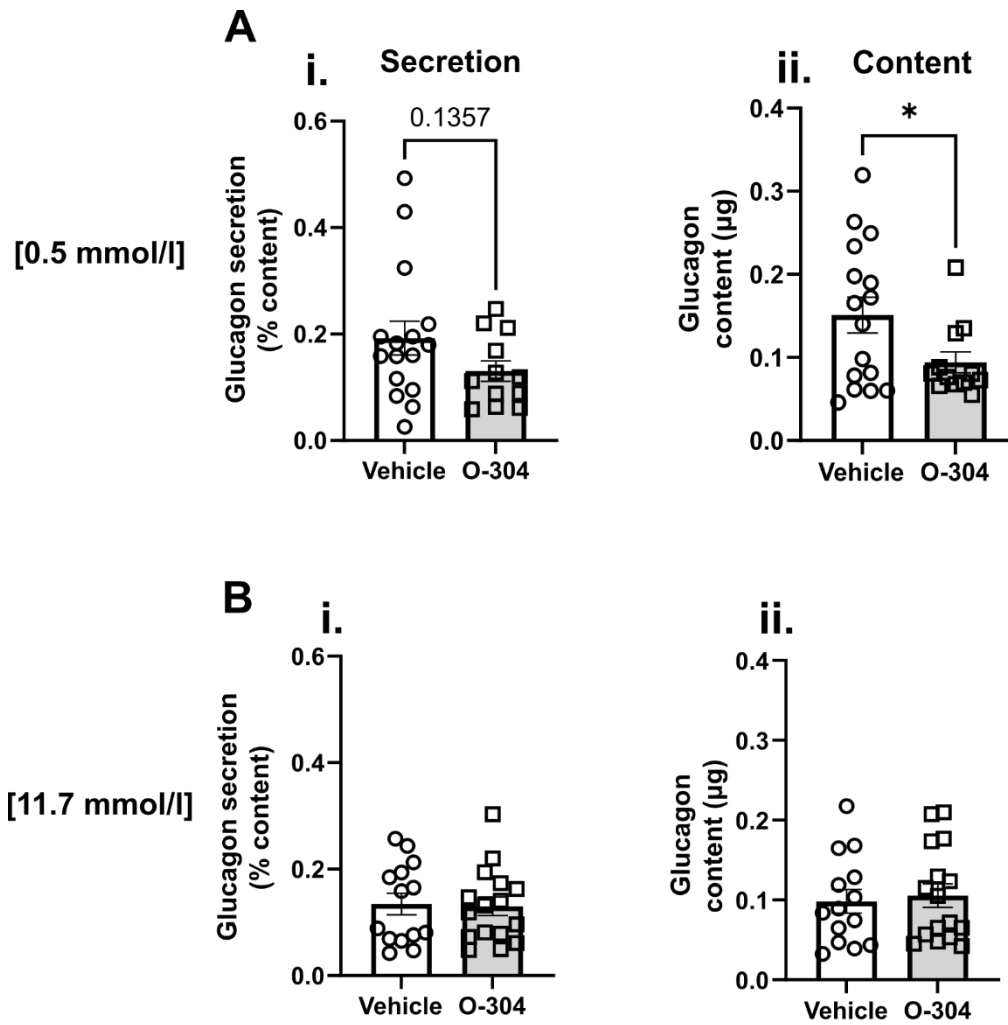 A
i.
Secretion
0.1357
0.6
0.4
0.2
0.0
Glucagon secretion
(% content)
Vehicle
O-304
ii.
Content
*
0.4
0.3
0.2
0.1
0.0
Glucagon
content (µg)
Vehicle
O-304
[0.5 mmol/l]
B
i.
0.6
0.4
0.2
0.0
Glucagon secretion
(% content)
Vehicle
O-304
ii.
0.4
0.3
0.2
0.1
0.0
Glucagon
content (µg)
Vehicle
O-304
[11.7 mmol/l]